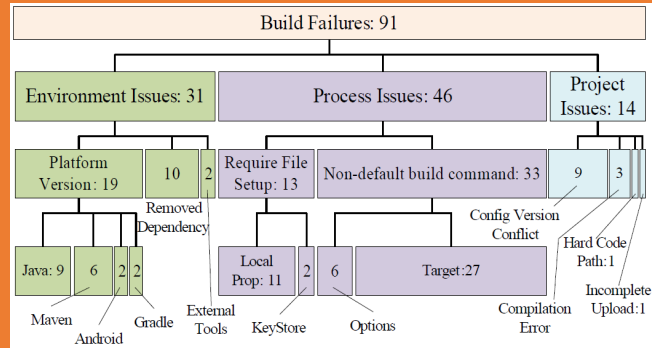 Build Failures: 91
Environment Issues: 31
Process Issues: 46
Project
Issues: 14
Platform
Version: 19
10
2
Require File
Setup: 13
Non-default build command: 33
9
3
Removed
Dependency
Config Version
Conflict
Hard Code
Path:1
Java: 9
6
2
2
Local
Prop: 11
2
6
Target:27
Maven
Android
Gradle
External
Tools
KeyStore
Options
Compilation
Error
Incomplete
Upload:1